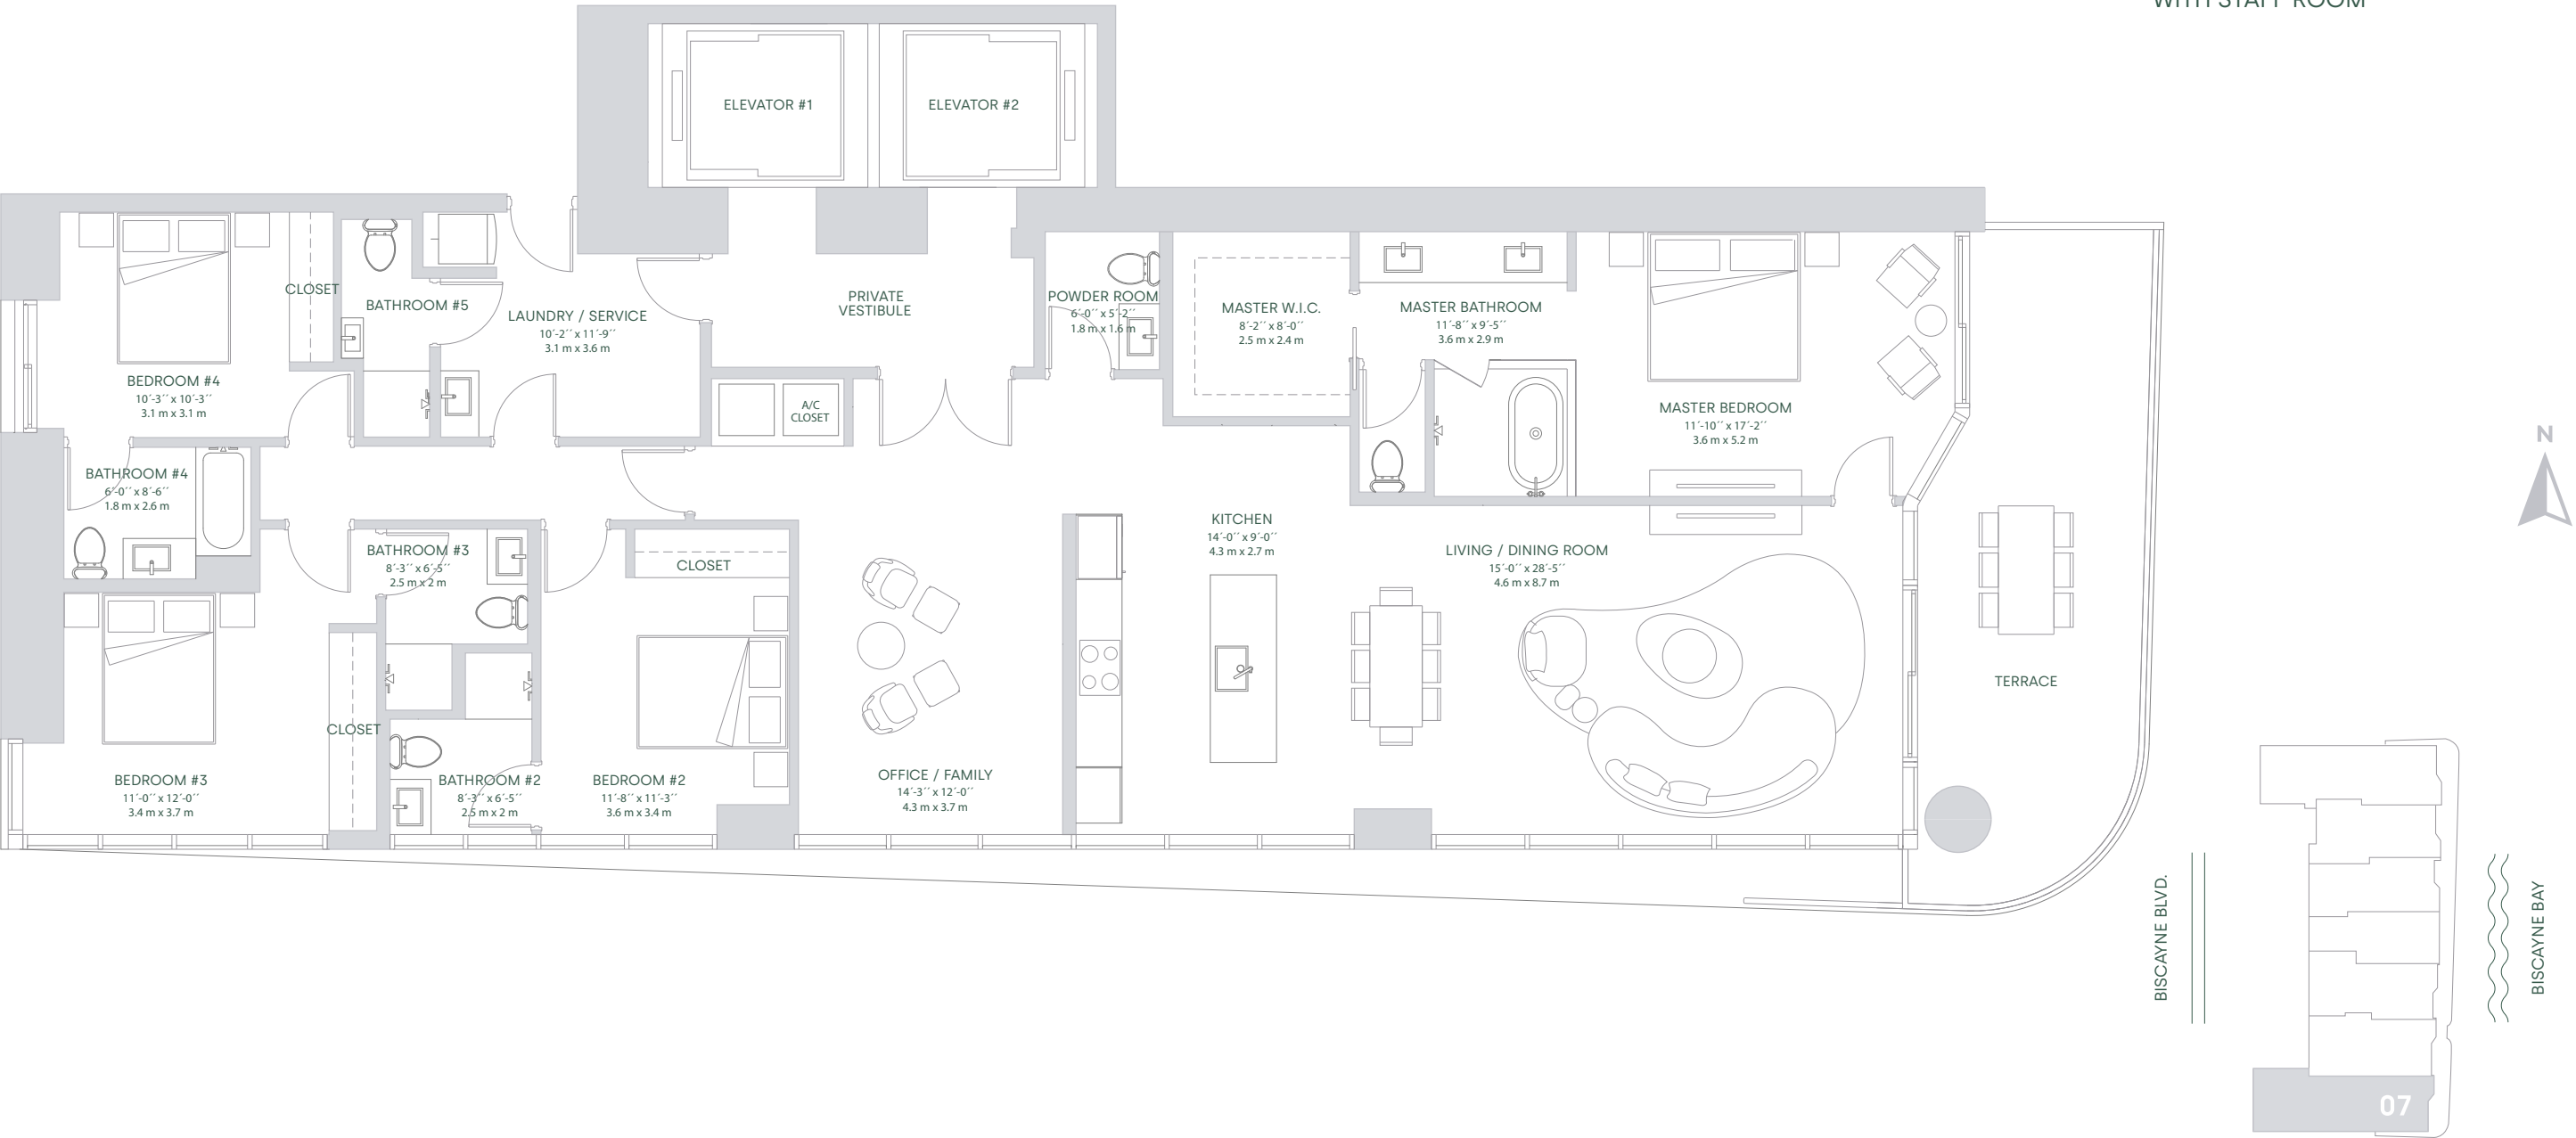 WITH STAFF ROOM
ELEVATOR #1
ELEVATOR #2
CLOSET
BATHROOM #5
LAUNDRY / SERVICE
10´-2´´ x 11´-9´´
3.1 m x 3.6 m
PRIVATE
VESTIBULE
POWDER ROOM
6´-0´´ x 5´-2´´
1.8 m x 1.6 m
MASTER W.I.C.
8´-2´´ x 8´-0´´
2.5 m x 2.4 m
MASTER BATHROOM
11´-8´´ x 9´-5´´
3.6 m x 2.9 m
BEDROOM #4
10´-3´´ x 10´-3´´
3.1 m x 3.1 m
A/C
CLOSET
MASTER BEDROOM
11´-10´´ x 17´-2´´
3.6 m x 5.2 m
N
BATHROOM #4
6´-0´´ x 8´-6´´
1.8 m x 2.6 m
BATHROOM #3
8´-3´´ x 6´-5´´
2.5 m x 2 m
CLOSET
KITCHEN
14´-0´´ x 9´-0´´
4.3 m x 2.7 m
LIVING / DINING ROOM
15´-0´´ x 28´-5´´
4.6 m x 8.7 m
TERRACE
CLOSET
BEDROOM #3
11´-0´´ x 12´-0´´
3.4 m x 3.7 m
BATHROOM #2
8´-3´´ x 6´-5´´
2.5 m x 2 m
BEDROOM #2
11´-8´´ x 11´-3´´
3.6 m x 3.4 m
OFFICE / FAMILY
14´-3´´ x 12´-0´´
4.3 m x 3.7 m
BISCAYNE BLVD.
BISCAYNE BAY
07